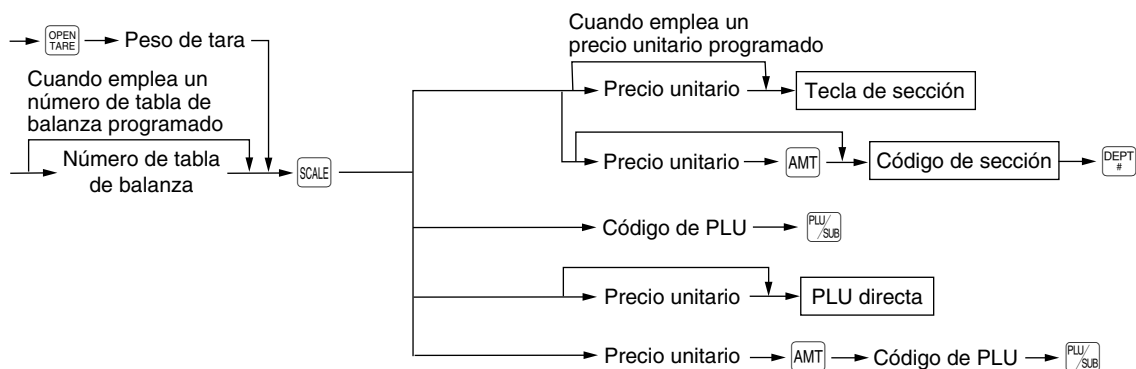 OPEN
TARE
Peso de tara
Cuando emplea un
número de tabla de
balanza programado
Número de tabla
de balanza
SCALE
Cuando emplea un
precio unitario programado
Precio unitario
Tecla de sección
Precio unitario
AMT
Código de sección
DEPT
#
Código de PLU
PLU/
SUB
Precio unitario
PLU directa
Precio unitario
AMT
Código de PLU
PLU/
SUB